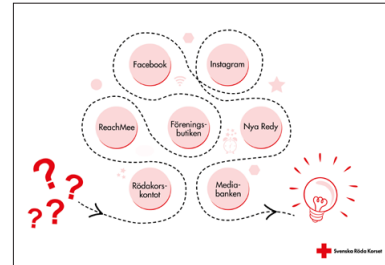 Facebook
Instagram
ReachMee
Förenings-
butiken
Nya Redy
Rödakors-
kontot
Media-
banken
? ? ? ?
Svenska Röda Korset